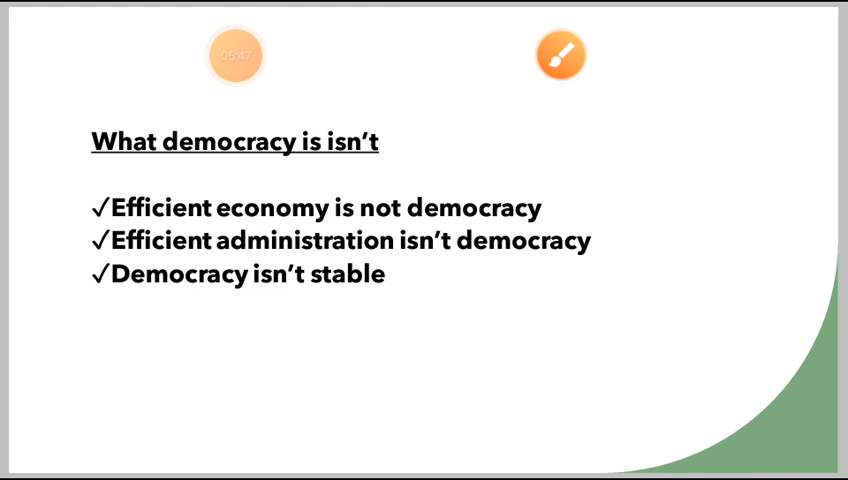 05:47
What democracy is isn't
✓Efficient economy is not democracy
✓Efficient administration isn't democracy
✓Democracy isn't stable